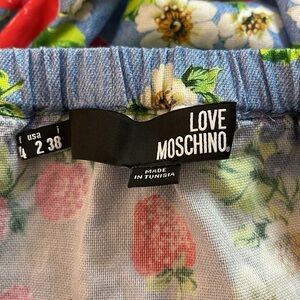 f usa i
4 2 38
LOVE
MOSCHINO
MADE
IN TUNISIA